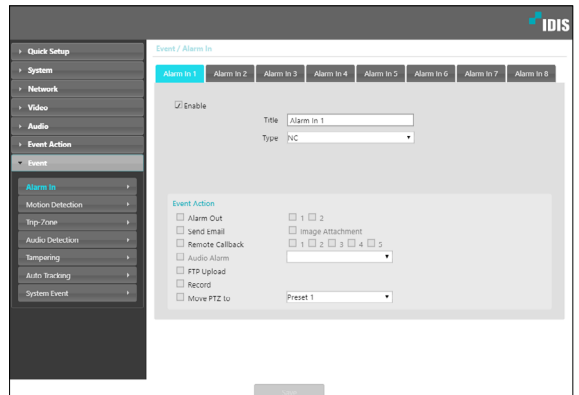 IDIS
Quick Setup
System
Network
Video
Audio
Event Action
Event
Alarm In
Motion Detection
Trip-Zone
Audio Detection
Tampering
Auto Tracking
System Event
Event / Alarm In
Alarm In 1 Alarm In 2 Alarm In 3 Alarm In 4 Alarm In 5 Alarm In 6 Alarm In 7 Alarm In 8
Enable
Title Alarm In 1
Type NC
Event Action
Alarm Out 1 2
Send Email Image Attachment
Remote Callback 1 2 3 4 5
Audio Alarm
FTP Upload
Record
Move PTZ to Preset 1